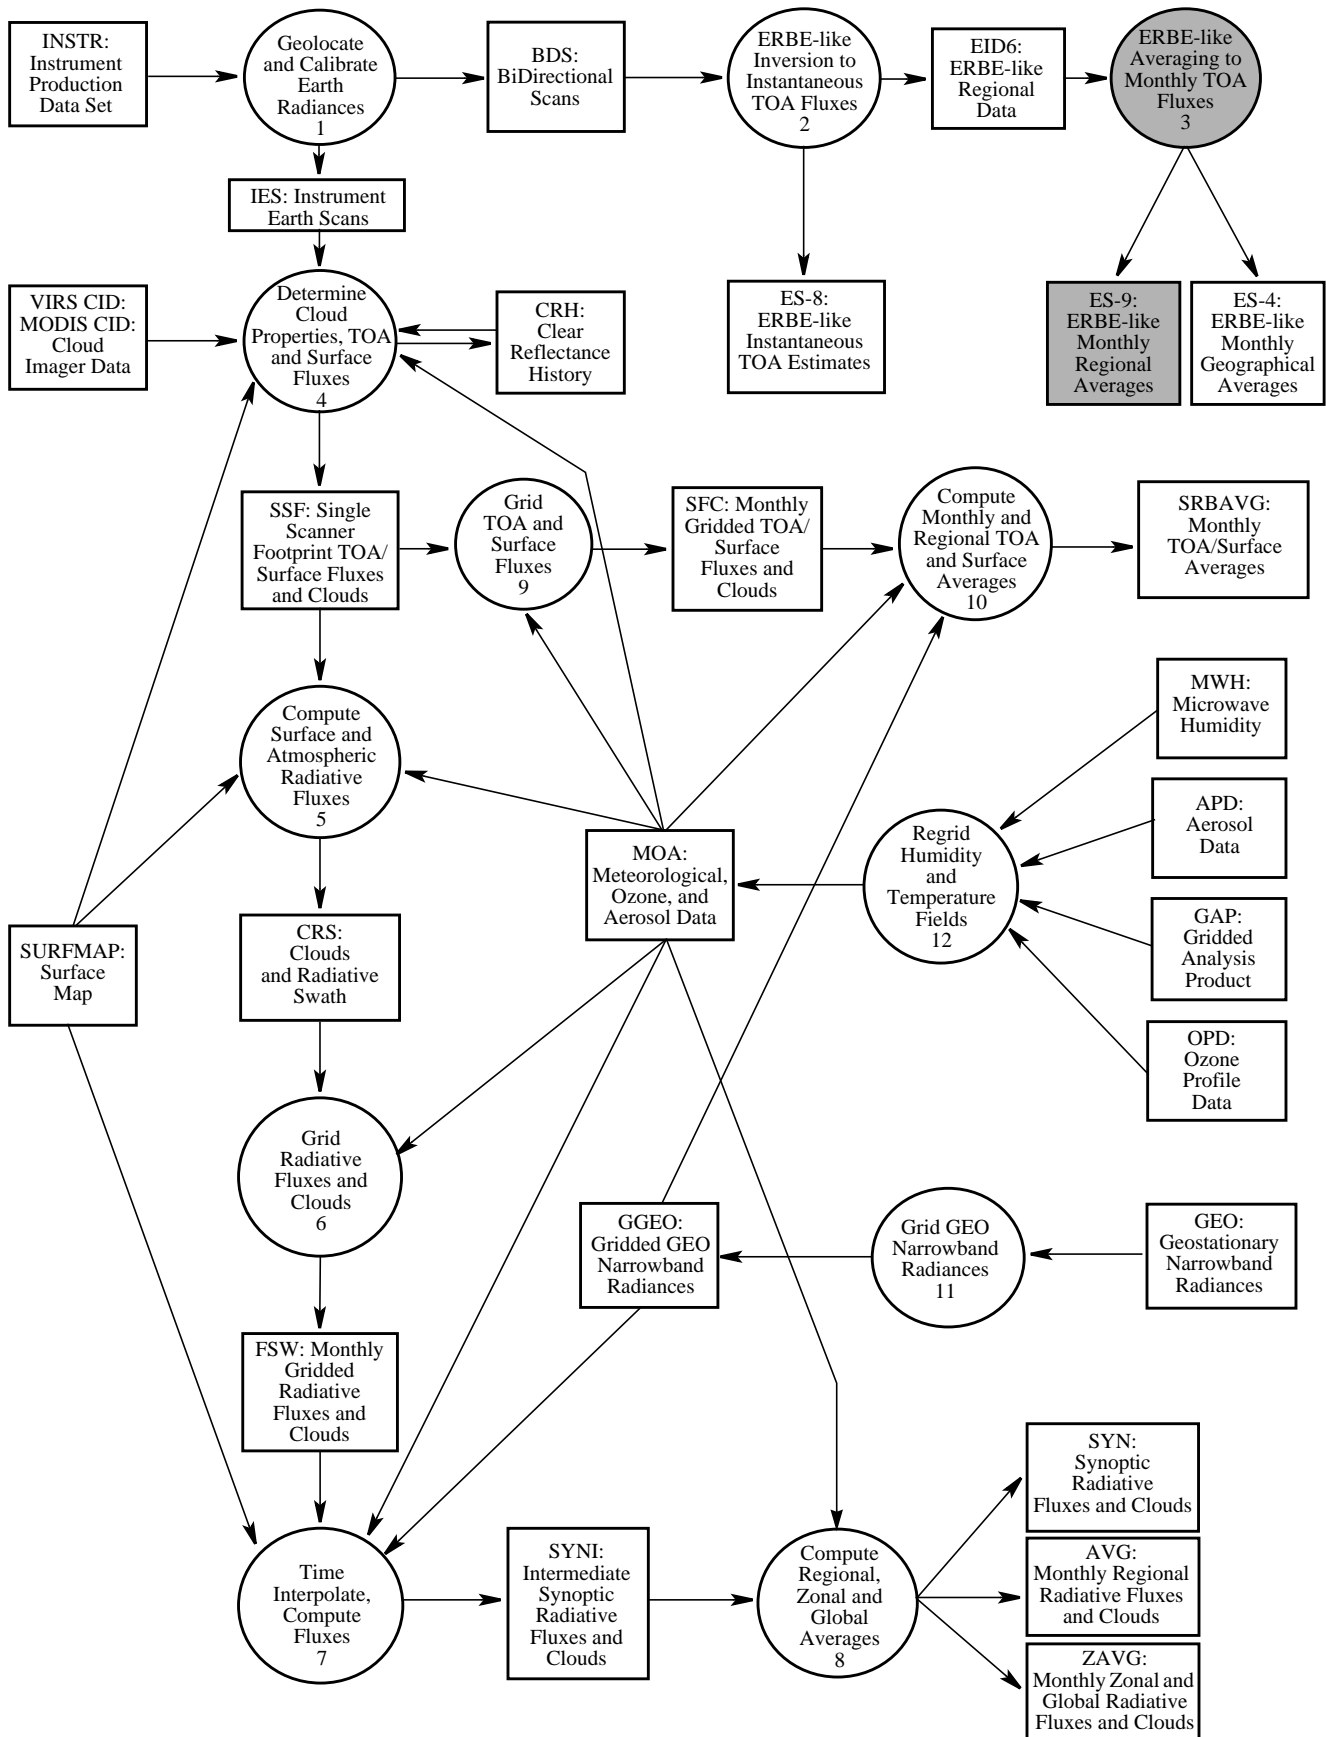 INSTR:
Instrument
Production
Data Set
Geolocate
and Calibrate
Earth
Radiances
1
BDS:
BiDirectional
Scans
ERBE-like
Inversion to
Instantaneous
TOA Fluxes
2
EID6:
ERBE-like
Regional
Data
ERBE-like
Averaging to
Monthly TOA
Fluxes
3
IES: Instrument
Earth Scans
VIRS CID:
MODIS CID:
Cloud
Imager Data
Determine
Cloud
Properties, TOA
and Surface
Fluxes
4
CRH:
Clear
Reflectance
History
ES-8:
ERBE-like
Instantaneous
TOA Estimates
ES-9:
ERBE-like
Monthly
Regional
Averages
ES-4:
ERBE-like
Monthly
Geographical
Averages
SSF: Single
Scanner
Footprint TOA/
Surface Fluxes
and Clouds
Grid
TOA and
Surface
Fluxes
9
SFC: Monthly
Gridded TOA/
Surface
Fluxes and
Clouds
Compute
Monthly and
Regional TOA
and Surface
Averages
10
SRBAVG:
Monthly
TOA/Surface
Averages
MWH:
Microwave
Humidity
Compute
Surface and
Atmospheric
Radiative
Fluxes
5
APD:
Aerosol
Data
MOA:
Meteorological,
Ozone, and
Aerosol Data
Regrid
Humidity
and
Temperature
Fields
12
GAP:
Gridded
Analysis
Product
SURFMAP:
Surface
Map
CRS:
Clouds
and Radiative
Swath
OPD:
Ozone
Profile
Data
Grid
Radiative
Fluxes and
Clouds
6
GGEO:
Gridded GEO
Narrowband
Radiances
Grid GEO
Narrowband
Radiances
11
GEO:
Geostationary
Narrowband
Radiances
FSW: Monthly
Gridded
Radiative
Fluxes and
Clouds
SYN:
Synoptic
Radiative
Fluxes and Clouds
Time
Interpolate,
Compute
Fluxes
7
SYNI:
Intermediate
Synoptic
Radiative
Fluxes and
Clouds
Compute
Regional,
Zonal and
Global
Averages
8
AVG:
Monthly Regional
Radiative Fluxes
and Clouds
ZAVG:
Monthly Zonal and
Global Radiative
Fluxes and Clouds